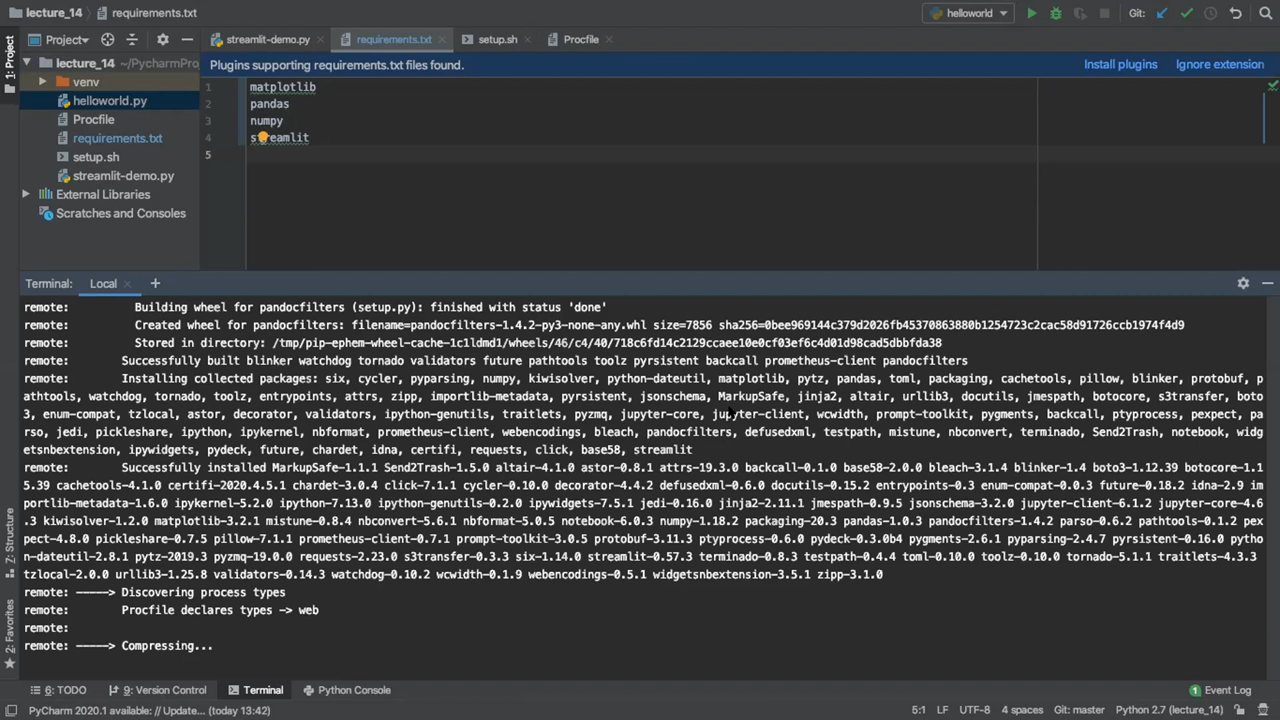 lecture_14 requirements.txt helloworld Git:
1: Project Project streamlit-demo.py requirements.txt setup.sh Procfile
lecture_14 ~/PycharmPro
venv
helloworld.py
Procfile
requirements.txt
setup.sh
streamlit-demo.py
External Libraries
Scratches and Consoles
Plugins supporting requirements.txt files found. Install plugins Ignore extension
1 matplotlib
2 pandas
3 numpy
4 streamlit
5
Terminal: Local +
remote: Building wheel for pandocfilters (setup.py): finished with status 'done'
remote: Created wheel for pandocfilters: filename=pandocfilters-1.4.2-py3-none-any.whl size=7856 sha256=0bee969144c379d2026fb45370863880b1254723c2cac58d91726ccb1974f4d9
remote: Stored in directory: /tmp/pip-ephem-wheel-cache-1c1ldmd1/wheels/46/c4/40/718c6fd14c2129ccaee10e0cf03ef6c4d01d98cad5dbbfda38
remote: Successfully built blinker watchdog tornado validators future pathtools toolz pyrsistent backcall prometheus-client pandocfilters
remote: Installing collected packages: six, cycler, pyparsing, numpy, kiwisolver, python-dateutil, matplotlib, pytz, pandas, toml, packaging, cachetools, pillow, blinker, protobuf, p
athtools, watchdog, tornado, toolz, entrypoints, attrs, zipp, importlib-metadata, pyrsistent, jsonschema, MarkupSafe, jinja2, altair, urllib3, docutils, jmespath, botocore, s3transfer, boto
3, enum-compat, tzlocal, astor, decorator, validators, ipython-genutils, traitlets, pyzmq, jupyter-core, jupyter-client, wcwidth, prompt-toolkit, pygments, backcall, ptyprocess, pexpect, pa
rso, jedi, pickleshare, ipython, ipykernel, nbformat, prometheus-client, webencodings, bleach, pandocfilters, defusedxml, testpath, mistune, nbconvert, terminado, Send2Trash, notebook, widg
etsnbextension, ipywidgets, pydeck, future, chardet, idna, certifi, requests, click, base58, streamlit
remote: Successfully installed MarkupSafe-1.1.1 Send2Trash-1.5.0 altair-4.1.0 astor-0.8.1 attrs-19.3.0 backcall-0.1.0 base58-2.0.0 bleach-3.1.4 blinker-1.4 boto3-1.12.39 botocore-1.1
5.39 cachetools-4.1.0 certifi-2020.4.5.1 chardet-3.0.4 click-7.1.1 cycler-0.10.0 decorator-4.4.2 defusedxml-0.6.0 docutils-0.15.2 entrypoints-0.3 enum-compat-0.0.3 future-0.18.2 idna-2.9 im
portlib-metadata-1.6.0 ipykernel-5.2.0 ipython-7.13.0 ipython-genutils-0.2.0 ipywidgets-7.5.1 jedi-0.16.0 jinja2-2.11.1 jmespath-0.9.5 jsonschema-3.2.0 jupyter-client-6.1.2 jupyter-core-4.6
.3 kiwisolver-1.2.0 matplotlib-3.2.1 mistune-0.8.4 nbconvert-5.6.1 nbformat-5.0.5 notebook-6.0.3 numpy-1.18.2 packaging-20.3 pandas-1.0.3 pandocfilters-1.4.2 parso-0.6.2 pathtools-0.1.2 pex
pect-4.8.0 pickleshare-0.7.5 pillow-7.1.1 prometheus-client-0.7.1 prompt-toolkit-3.0.5 protobuf-3.11.3 ptyprocess-0.6.0 pydeck-0.3.0b4 pygments-2.6.1 pyparsing-2.4.7 pyrsistent-0.16.0 pytho
n-dateutil-2.8.1 pytz-2019.3 pyzmq-19.0.0 requests-2.23.0 s3transfer-0.3.3 six-1.14.0 streamlit-0.57.3 terminado-0.8.3 testpath-0.4.4 toml-0.10.0 toolz-0.10.0 tornado-5.1.1 traitlets-4.3.3
tzlocal-2.0.0 urllib3-1.25.8 validators-0.14.3 watchdog-0.10.2 wcwidth-0.1.9 webencodings-0.5.1 widgetsnbextension-3.5.1 zipp-3.1.0
remote: -----> Discovering process types
remote: Procfile declares types -> web
remote:
remote: -----> Compressing...
Z: Structure
2: Favorites
6: TODO 9: Version Control Terminal Python Console 1 Event Log
PyCharm 2020.1 available: // Update... (today 13:42) 5:1 LF UTF-8 4 spaces Git: master Python 2.7 (lecture_14)